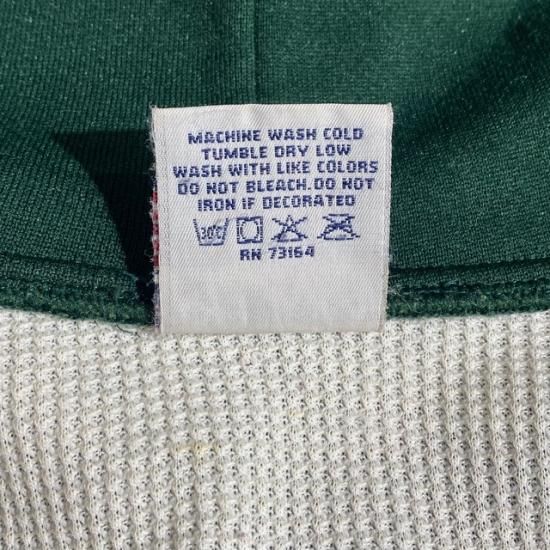 MACHINE WASH COLD
TUMBLE DRY LOW
WASH WITH LIKE COLORS
DO NOT BLEACH.DO NOT
IRON IF DECORATED
30°C
RN 73164